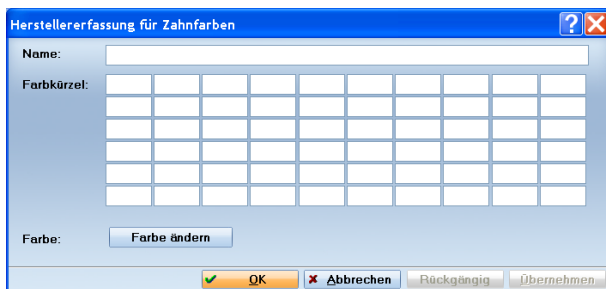 Herstellererfassung für Zahnfarben
Name:
Farbkürzel:
Farbe: Farbe ändern
OK Abbrechen Rückgängig Übernehmen